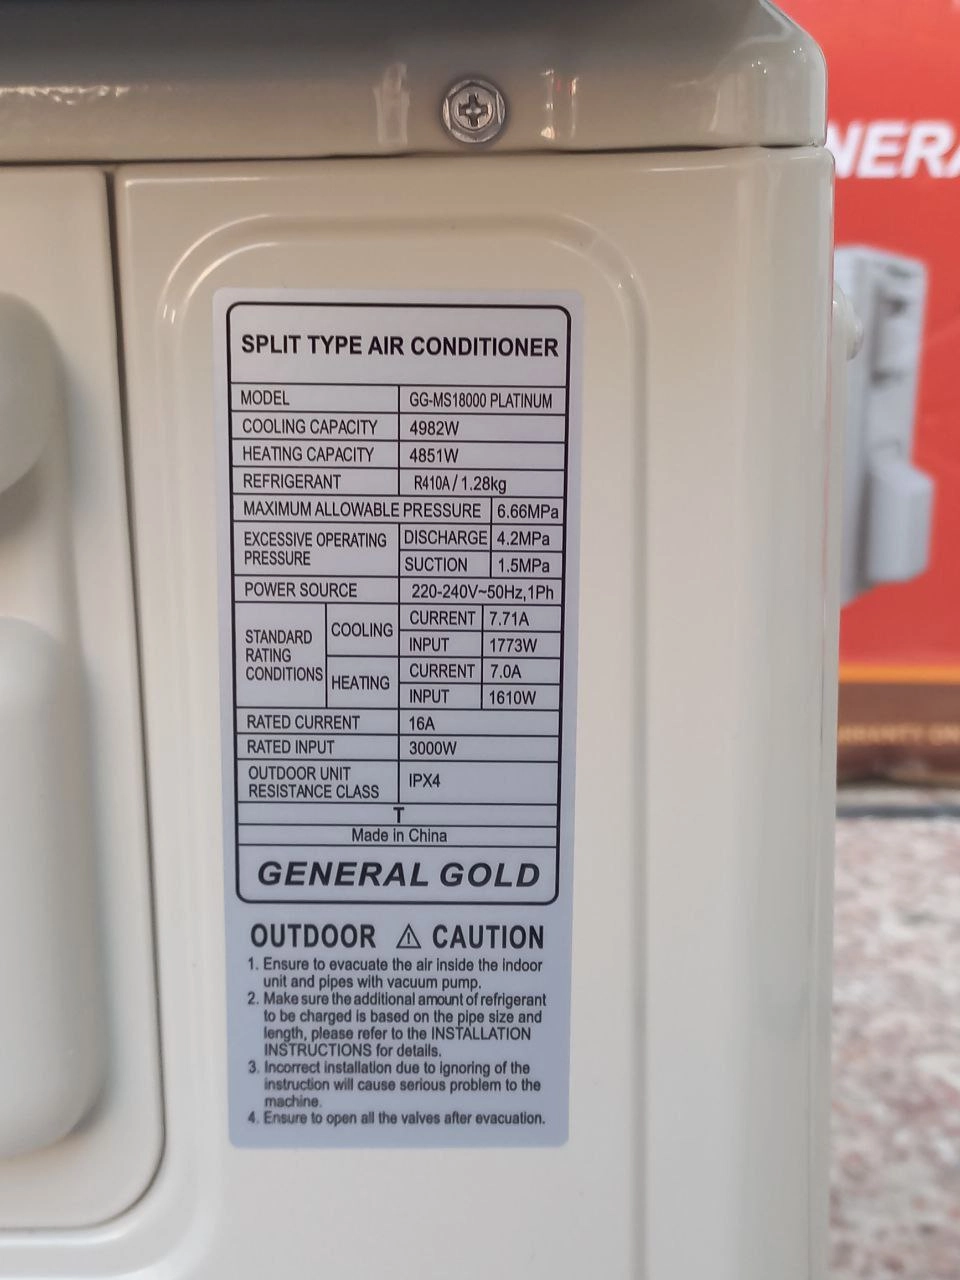 NERA
SPLIT TYPE AIR CONDITIONER
MODEL GG-MS18000 PLATINUM
COOLING CAPACITY 4982W
HEATING CAPACITY 4851W
REFRIGERANT R410A / 1.28kg
MAXIMUM ALLOWABLE PRESSURE 6.66MPa
EXCESSIVE OPERATING PRESSURE DISCHARGE 4.2MPa
SUCTION 1.5MPa
POWER SOURCE 220-240V~50Hz,1Ph
STANDARD RATING CONDITIONS COOLING CURRENT 7.71A
INPUT 1773W
HEATING CURRENT 7.0A
INPUT 1610W
RATED CURRENT 16A
RATED INPUT 3000W
OUTDOOR UNIT
RESISTANCE CLASS IPX4
T
Made in China
GENERAL GOLD
OUTDOOR ⚠ CAUTION
1. Ensure to evacuate the air inside the indoor
unit and pipes with vacuum pump.
2. Make sure the additional amount of refrigerant
to be charged is based on the pipe size and
length, please refer to the INSTALLATION
INSTRUCTIONS for details.
3. Incorrect installation due to ignoring of the
instruction will cause serious problem to the
machine.
4. Ensure to open all the valves after evacuation.